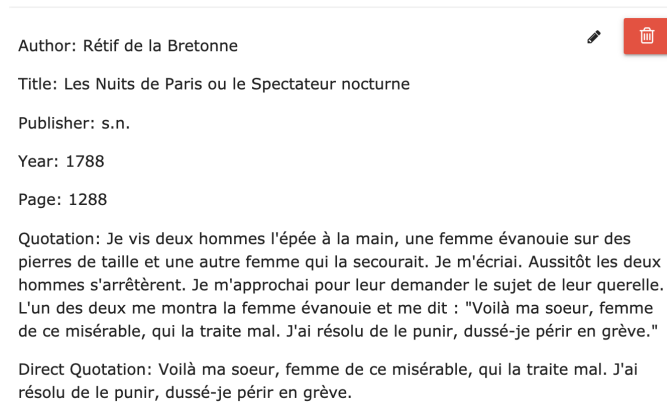 Author: Rétif de la Bretonne
Title: Les Nuits de Paris ou le Spectateur nocturne
Publisher: s.n.
Year: 1788
Page: 1288
Quotation: Je vis deux hommes l'épée à la main, une femme évanouie sur des
pierres de taille et une autre femme qui la secourait. Je m'écriai. Aussitôt les deux
hommes s'arrêtèrent. Je m'approchai pour leur demander le sujet de leur querelle.
L'un des deux me montra la femme évanouie et me dit : "Voilà ma soeur, femme
de ce misérable, qui la traite mal. J'ai résolu de le punir, dussé-je périr en grève."
Direct Quotation: Voilà ma soeur, femme de ce misérable, qui la traite mal. J'ai
résolu de le punir, dussé-je périr en grève.